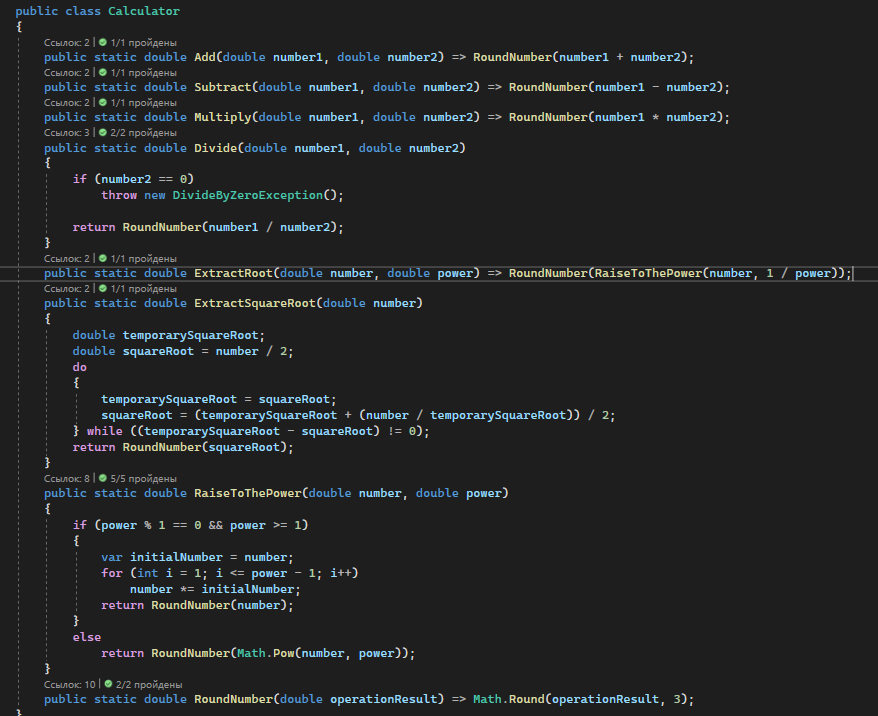 public class Calculator
{
Ссылок: 2 | 1/1 пройдены
public static double Add(double number1, double number2) => RoundNumber(number1 + number2);
Ссылок: 2 | 1/1 пройдены
public static double Subtract(double number1, double number2) => RoundNumber(number1 - number2);
Ссылок: 2 | 1/1 пройдены
public static double Multiply(double number1, double number2) => RoundNumber(number1 * number2);
Ссылок: 3 | 2/2 пройдены
public static double Divide(double number1, double number2)
{
if (number2 == 0)
throw new DivideByZeroException();
return RoundNumber(number1 / number2);
}
Ссылок: 2 | 1/1 пройдены
public static double ExtractRoot(double number, double power) => RoundNumber(RaiseToThePower(number, 1 / power));
Ссылок: 2 | 1/1 пройдены
public static double ExtractSquareRoot(double number)
{
double temporarySquareRoot;
double squareRoot = number / 2;
do
{
temporarySquareRoot = squareRoot;
squareRoot = (temporarySquareRoot + (number / temporarySquareRoot)) / 2;
} while ((temporarySquareRoot - squareRoot) != 0);
return RoundNumber(squareRoot);
}
Ссылок: 8 | 5/5 пройдены
public static double RaiseToThePower(double number, double power)
{
if (power % 1 == 0 && power >= 1)
{
var initialNumber = number;
for (int i = 1; i <= power - 1; i++)
number *= initialNumber;
return RoundNumber(number);
}
else
return RoundNumber(Math.Pow(number, power));
}
Ссылок: 10 | 2/2 пройдены
public static double RoundNumber(double operationResult) => Math.Round(operationResult, 3);
}